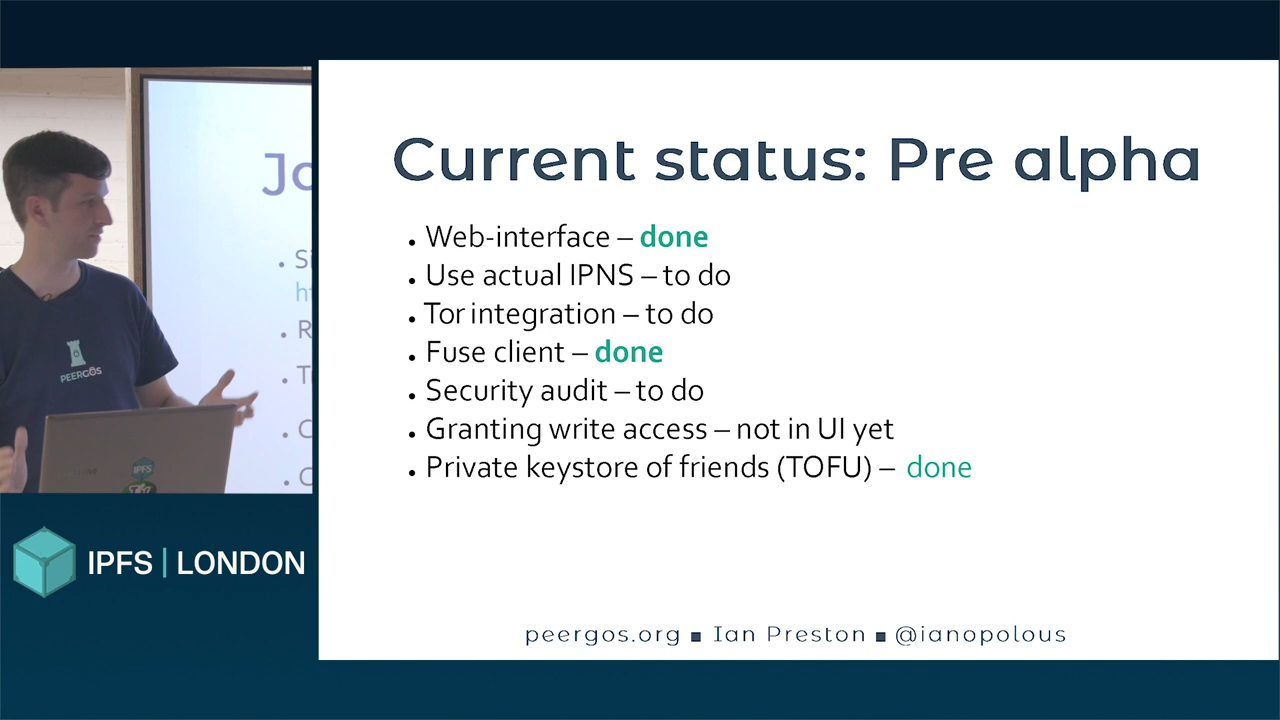 Current status: Pre alpha
• Web-interface – done
• Use actual IPNS – to do
• Tor integration – to do
• Fuse client – done
• Security audit – to do
• Granting write access – not in UI yet
• Private keystore of friends (TOFU) – done
peergos.org ■ Ian Preston ■ @ianopolous
PEERGOS
IPFS
IPFS | LONDON